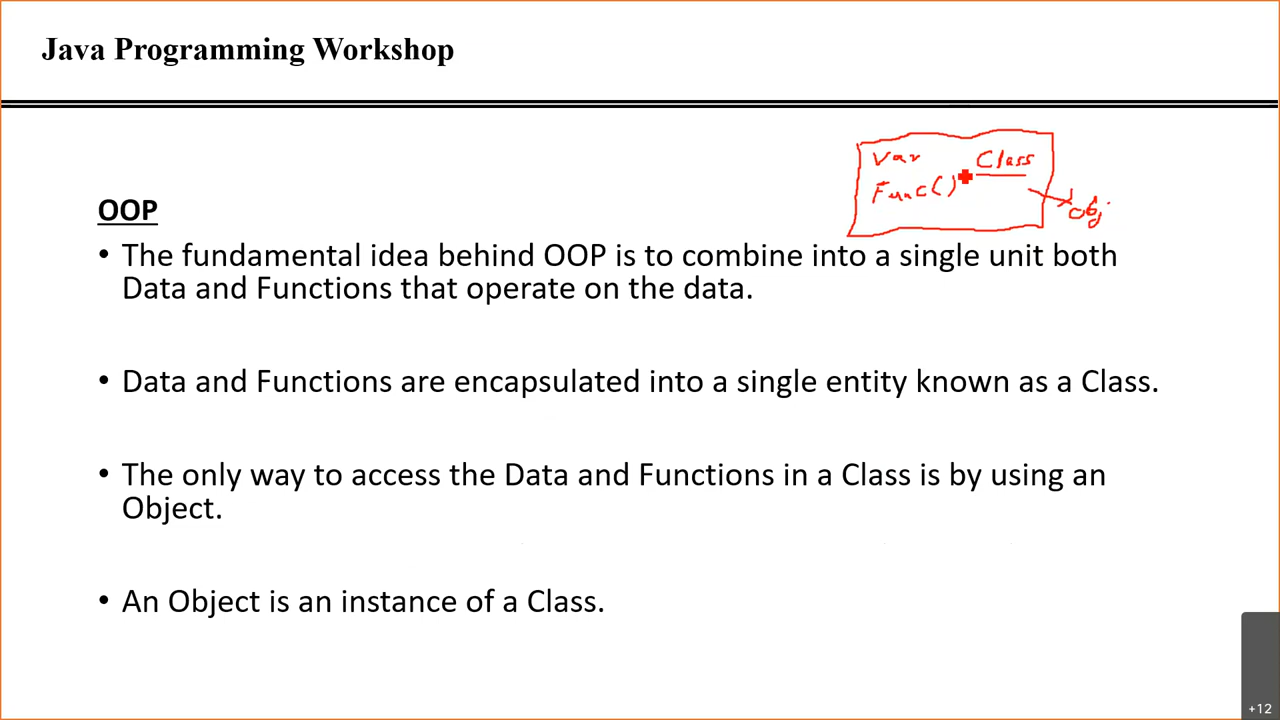 Java Programming Workshop
Var Class
Func()
obj
OOP
• The fundamental idea behind OOP is to combine into a single unit both
Data and Functions that operate on the data.
• Data and Functions are encapsulated into a single entity known as a Class.
• The only way to access the Data and Functions in a Class is by using an
Object.
• An Object is an instance of a Class.
+12